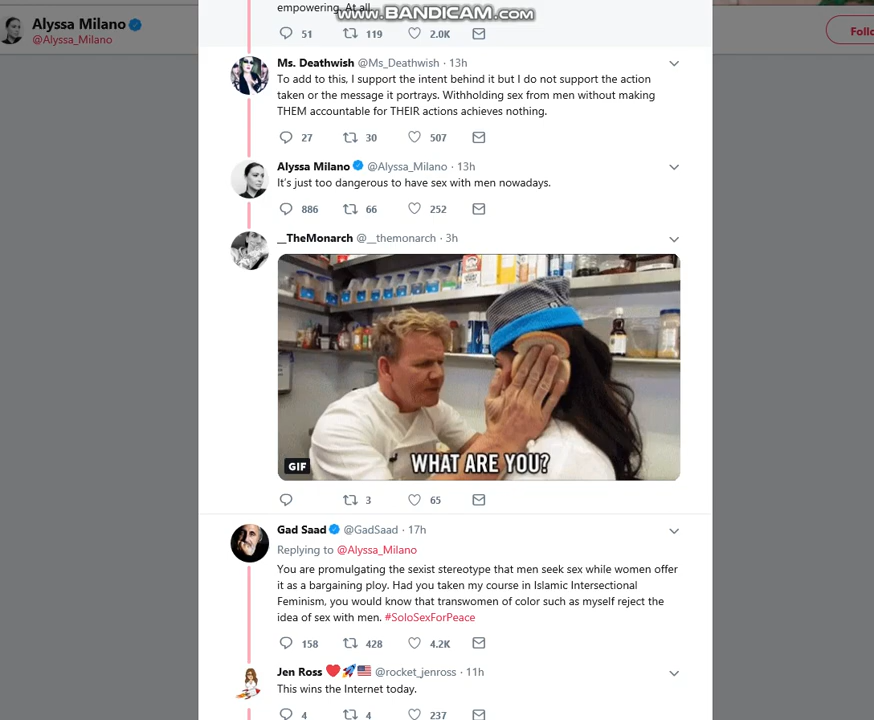 empowering. At all.
www.BANDICAM.com
Alyssa Milano
@Alyssa_Milano
Follo
51 119 2.0K
Ms. Deathwish @Ms_Deathwish · 13h
To add to this, I support the intent behind it but I do not support the action
taken or the message it portrays. Withholding sex from men without making
THEM accountable for THEIR actions achieves nothing.
27 30 507
Alyssa Milano @Alyssa_Milano · 13h
It's just too dangerous to have sex with men nowadays.
886 66 252
__TheMonarch @__themonarch · 3h
WHAT ARE YOU?
GIF
3 65
Gad Saad @GadSaad · 17h
Replying to @Alyssa_Milano
You are promulgating the sexist stereotype that men seek sex while women offer
it as a bargaining ploy. Had you taken my course in Islamic Intersectional
Feminism, you would know that transwomen of color such as myself reject the
idea of sex with men. #SoloSexForPeace
158 428 4.2K
Jen Ross @rocket_jenross · 11h
This wins the Internet today.
4 4 237